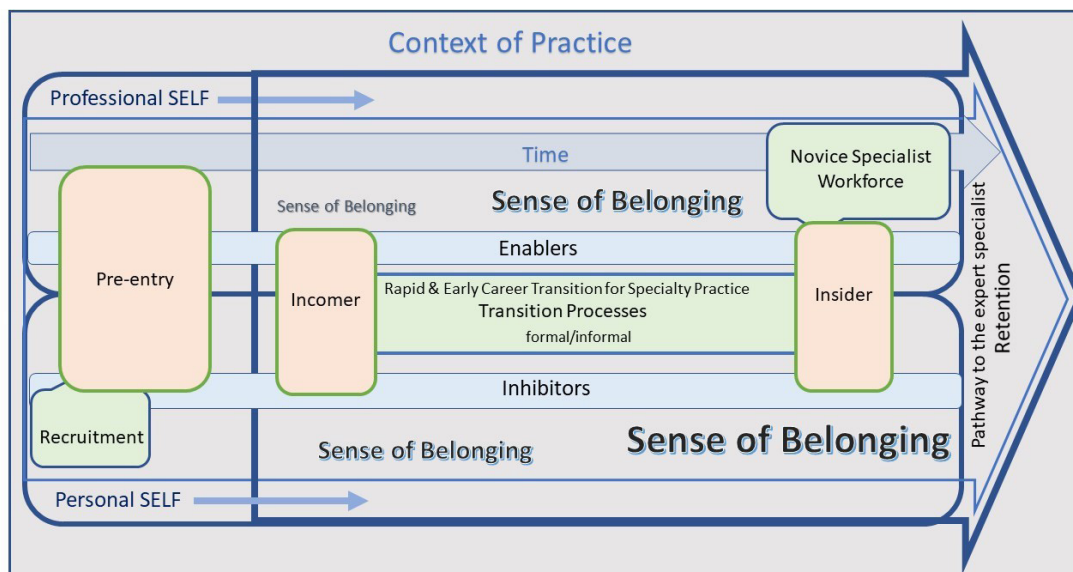 Context of Practice
Professional SELF
Time
Novice Specialist
Workforce
Sense of Belonging
Sense of Belonging
Enablers
Pre-entry
Incomer
Rapid & Early Career Transition for Specialty Practice
Transition Processes
formal/informal
Insider
Inhibitors
Recruitment
Sense of Belonging
Sense of Belonging
Personal SELF
Pathway to the expert specialist
Retention